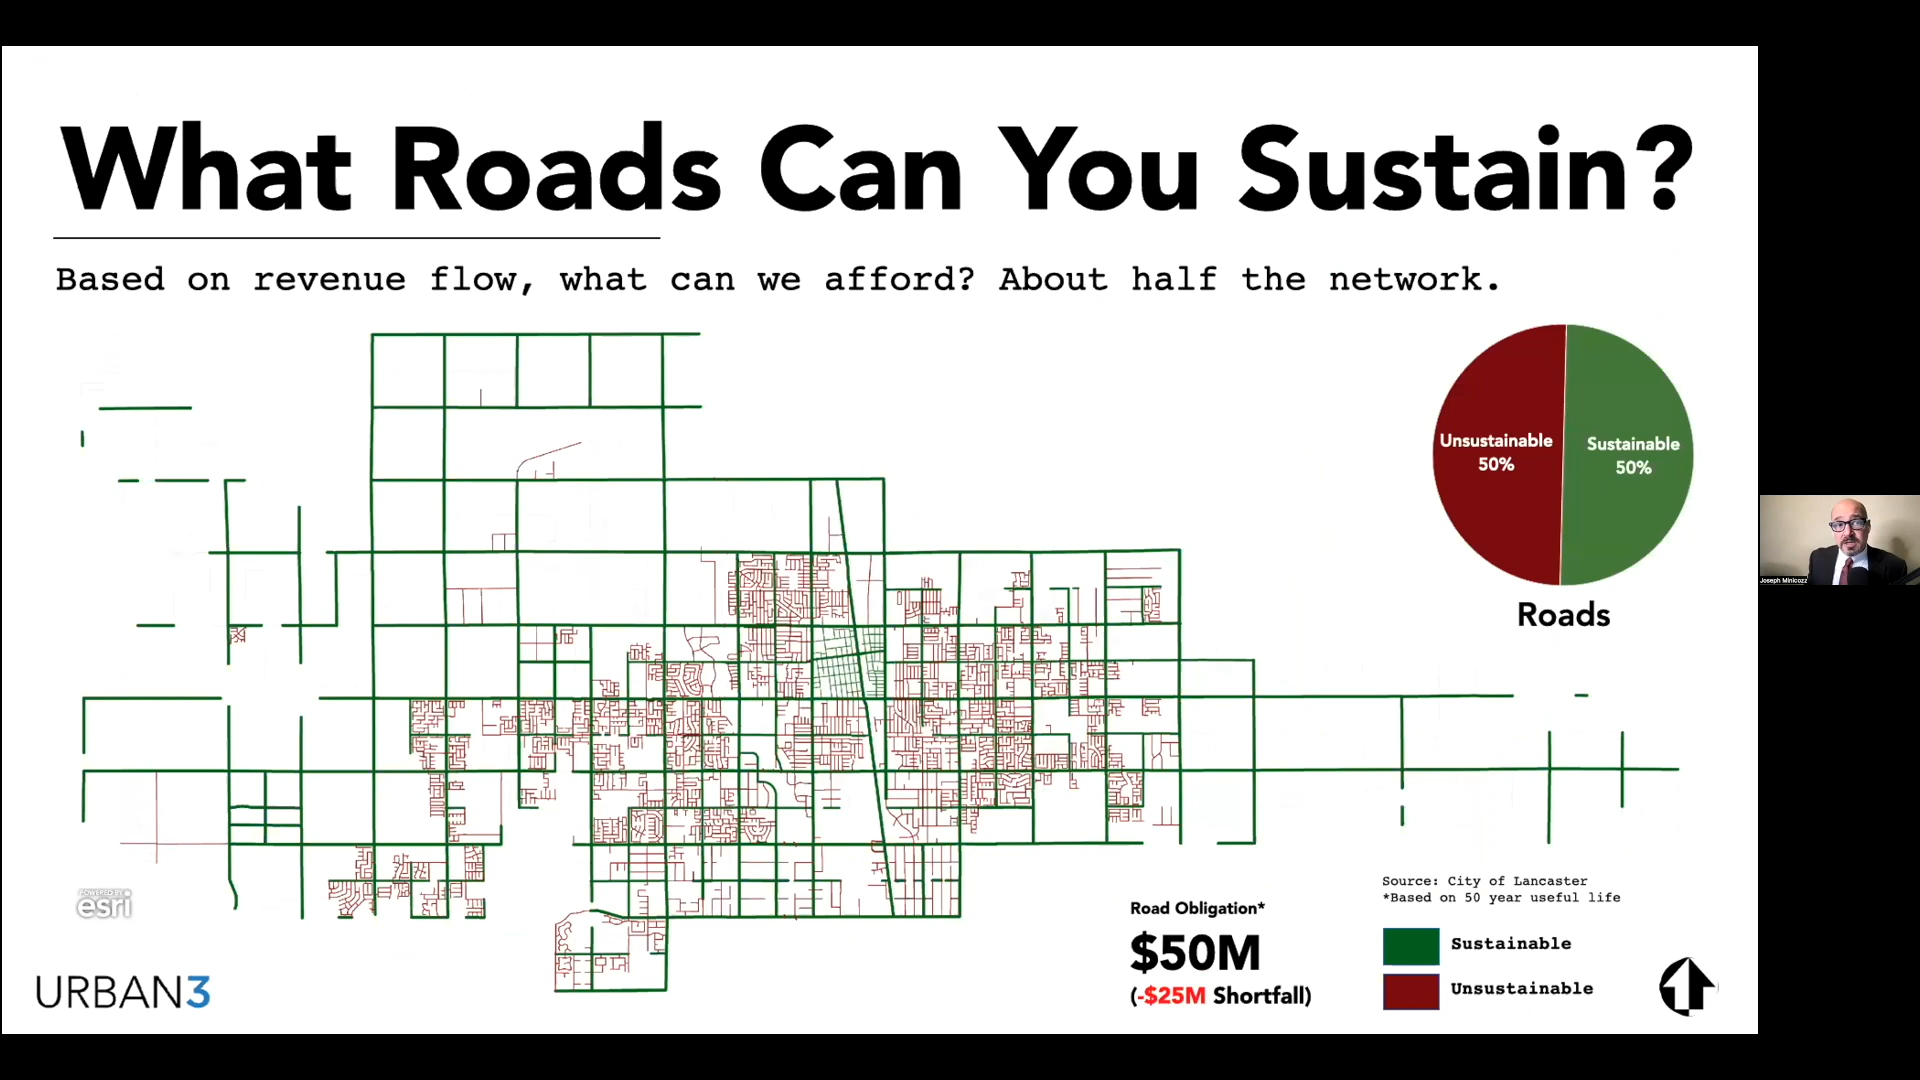 What Roads Can You Sustain?
Based on revenue flow, what can we afford? About half the network.
Unsustainable
50%
Sustainable
50%
Roads
Joseph Minicozz
POWERED BY
esri
Source: City of Lancaster
*Based on 50 year useful life
Road Obligation*
$50M
(-$25M Shortfall)
Sustainable
Unsustainable
URBAN3